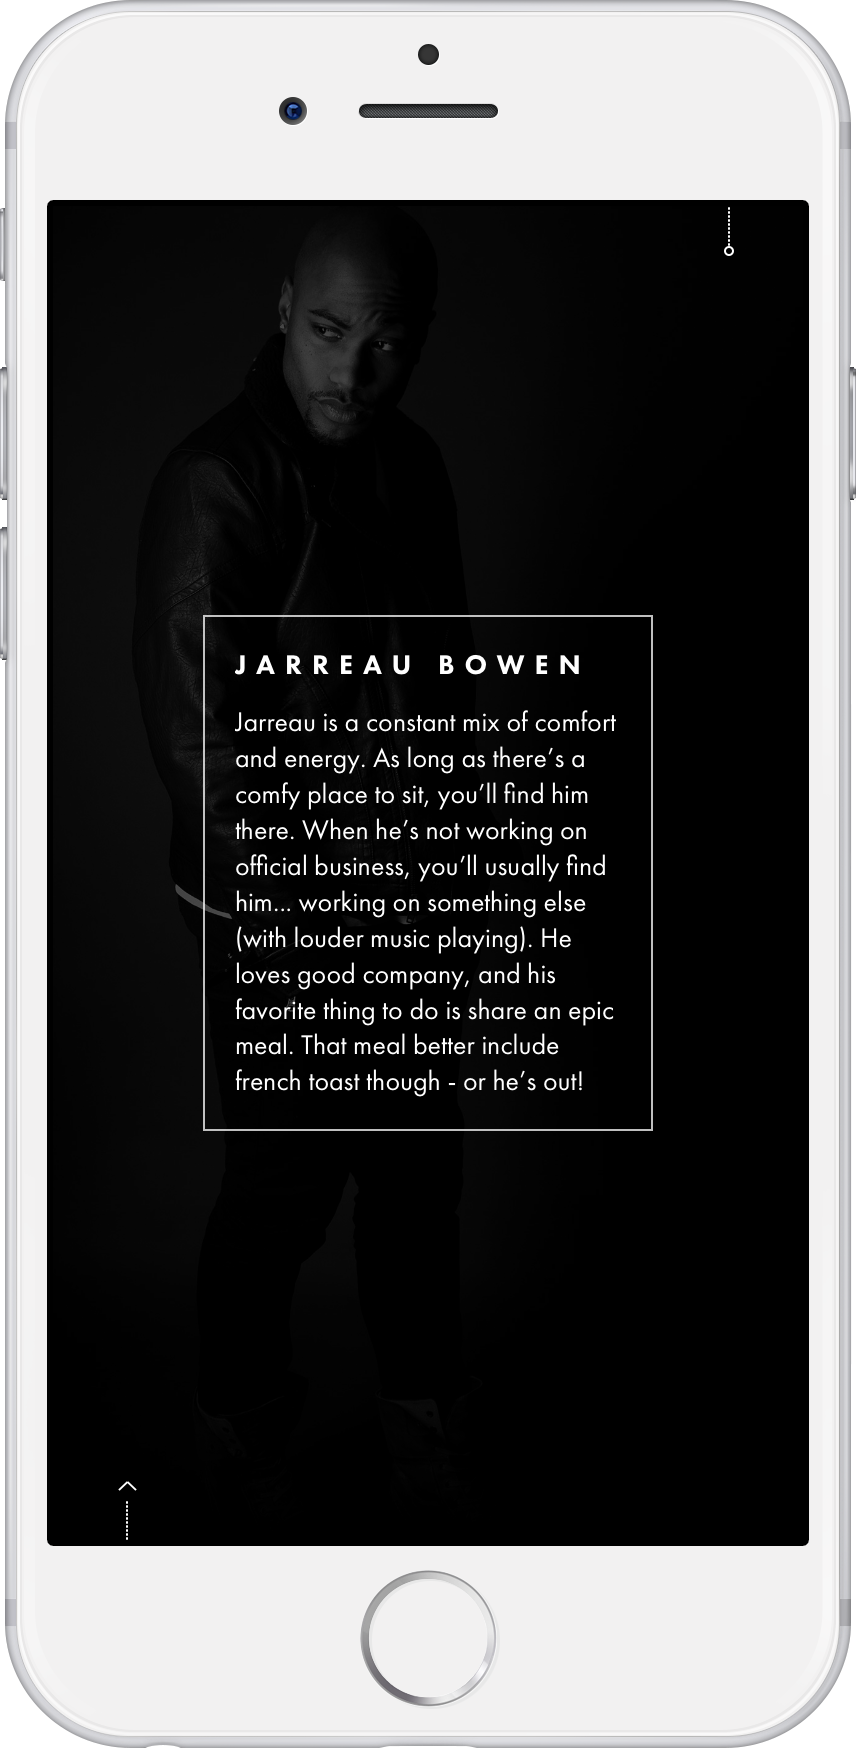 JARREAU BOWEN
Jarreau is a constant mix of comfort
and energy. As long as there’s a
comfy place to sit, you’ll find him
there. When he’s not working on
official business, you’ll usually find
him... working on something else
(with louder music playing). He
loves good company, and his
favorite thing to do is share an epic
meal. That meal better include
french toast though - or he’s out!